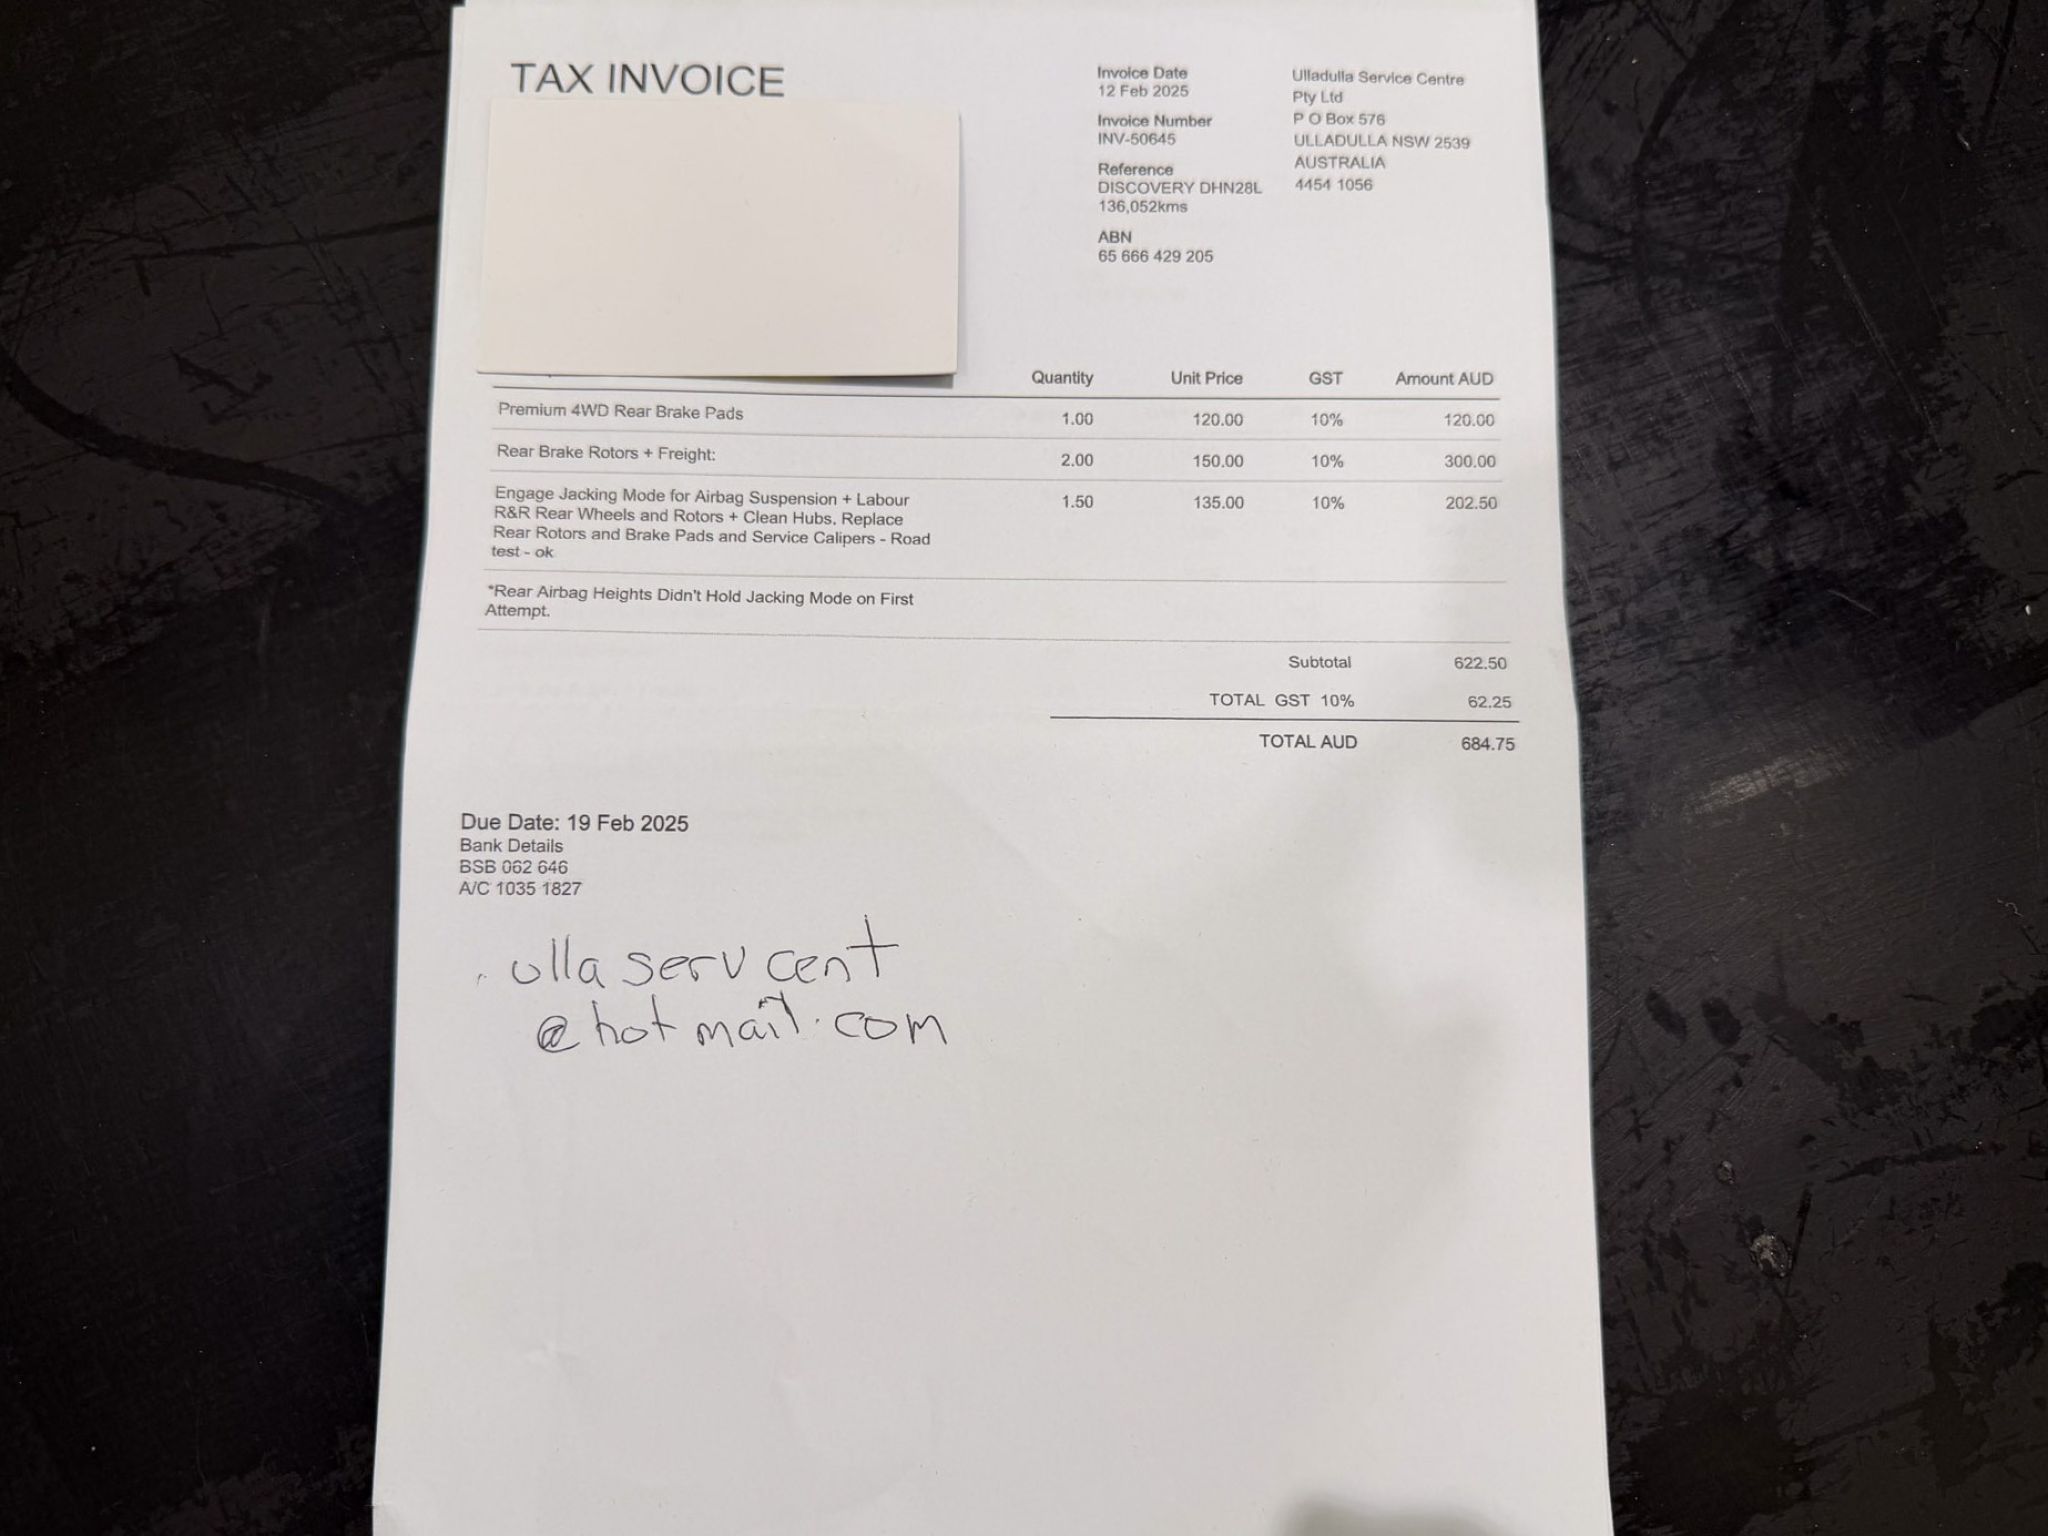 TAX INVOICE
Invoice Date
12 Feb 2025
Invoice Number
INV-50645
Reference
DISCOVERY DHN28L
136,052kms
ABN
65 666 429 205
Ulladulla Service Centre
Pty Ltd
P O Box 576
ULLADULLA NSW 2539
AUSTRALIA
4454 1056
Quantity Unit Price GST Amount AUD
Premium 4WD Rear Brake Pads 1.00 120.00 10% 120.00
Rear Brake Rotors + Freight: 2.00 150.00 10% 300.00
Engage Jacking Mode for Airbag Suspension + Labour 1.50 135.00 10% 202.50
R&R Rear Wheels and Rotors + Clean Hubs. Replace
Rear Rotors and Brake Pads and Service Calipers - Road
test - ok
*Rear Airbag Heights Didn't Hold Jacking Mode on First
Attempt.
Subtotal 622.50
TOTAL GST 10% 62.25
TOTAL AUD 684.75
Due Date: 19 Feb 2025
Bank Details
BSB 062 646
A/C 1035 1827
ullaservcent
@hotmail.com